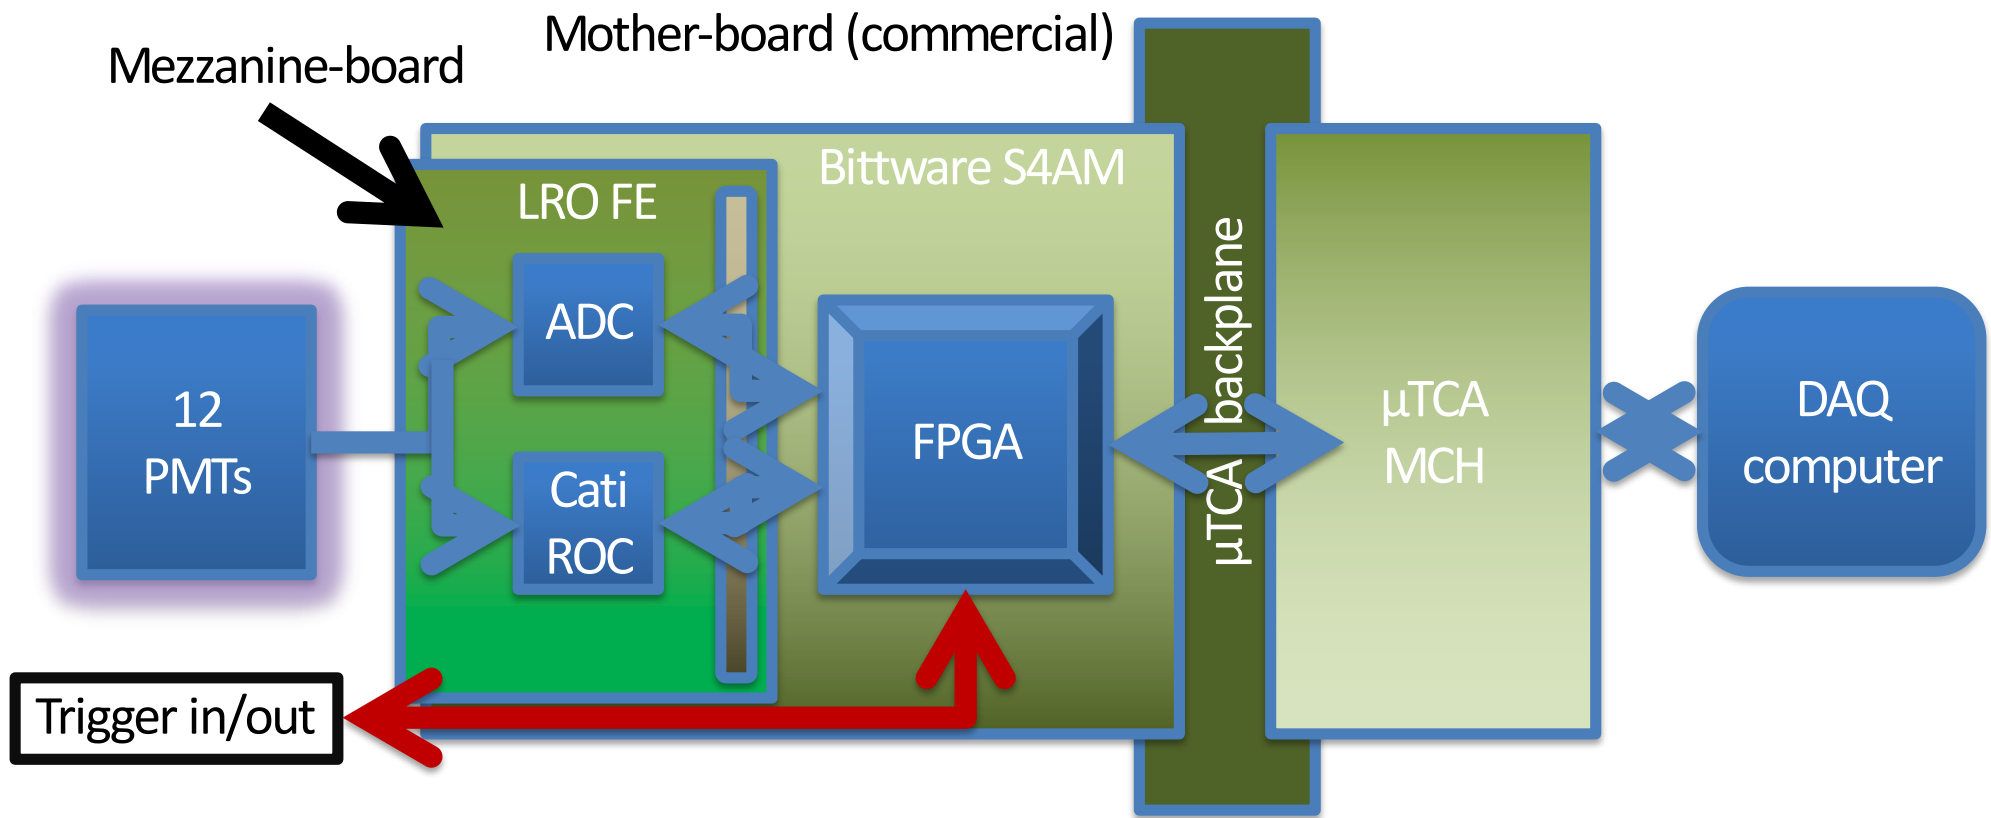 Mother-board (commercial)
Mezzanine-board
Bittware S4AM
LRO FE
ADC
Cati
ROC
12
PMTs
FPGA
µTCA backplane
µTCA
MCH
DAQ
computer
Trigger in/out